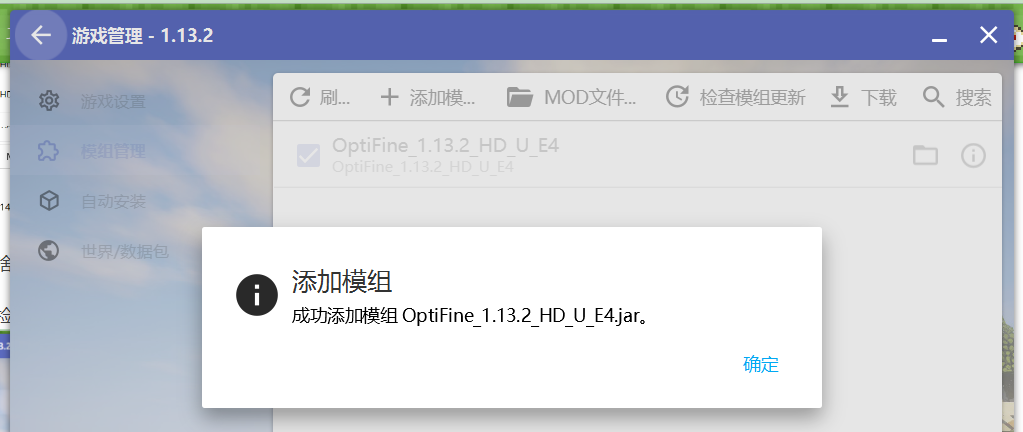 游戏管理 - 1.13.2
游戏设置
模组管理
自动安装
世界/数据包
刷... 添加模... MOD文件... 检查模组更新 下载 搜索
OptiFine_1.13.2_HD_U_E4
OptiFine_1.13.2_HD_U_E4
添加模组
成功添加模组 OptiFine_1.13.2_HD_U_E4.jar。
确定